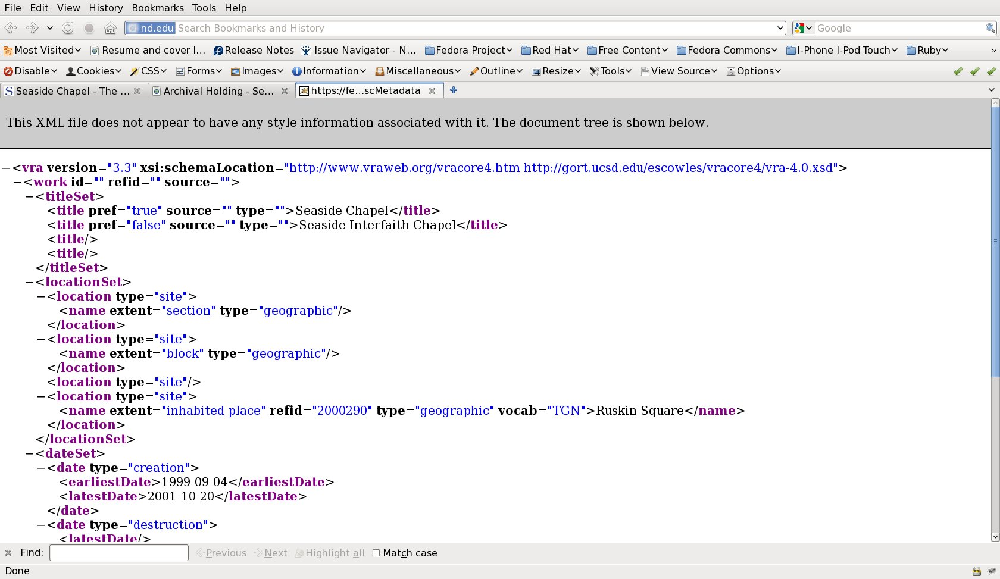 File Edit View History Bookmarks Tools Help
nd.edu Search Bookmarks and History Google
Most Visited Resume and cover l... Release Notes Issue Navigator - N... Fedora Project Red Hat Free Content Fedora Commons I-Phone I-Pod Touch Ruby »
Disable Cookies CSS Forms Images Information Miscellaneous Outline Resize Tools View Source Options
Seaside Chapel - The ... Archival Holding - Se... https://fe...scMetadata
This XML file does not appear to have any style information associated with it. The document tree is shown below.
−<vra version="3.3" xsi:schemaLocation="http://www.vraweb.org/vracore4.htm http://gort.ucsd.edu/escowles/vracore4/vra-4.0.xsd">
−<work id="" refid="" source="">
−<titleSet>
<title pref="true" source="" type="">Seaside Chapel</title>
<title pref="false" source="" type="">Seaside Interfaith Chapel</title>
<title/>
<title/>
</titleSet>
−<locationSet>
−<location type="site">
<name extent="section" type="geographic"/>
</location>
−<location type="site">
<name extent="block" type="geographic"/>
</location>
<location type="site"/>
−<location type="site">
<name extent="inhabited place" refid="2000290" type="geographic" vocab="TGN">Ruskin Square</name>
</location>
</locationSet>
−<dateSet>
−<date type="creation">
<earliestDate>1999-09-04</earliestDate>
<latestDate>2001-10-20</latestDate>
</date>
−<date type="destruction">
<latestDate/>
Find: Previous Next Highlight all Match case
Done